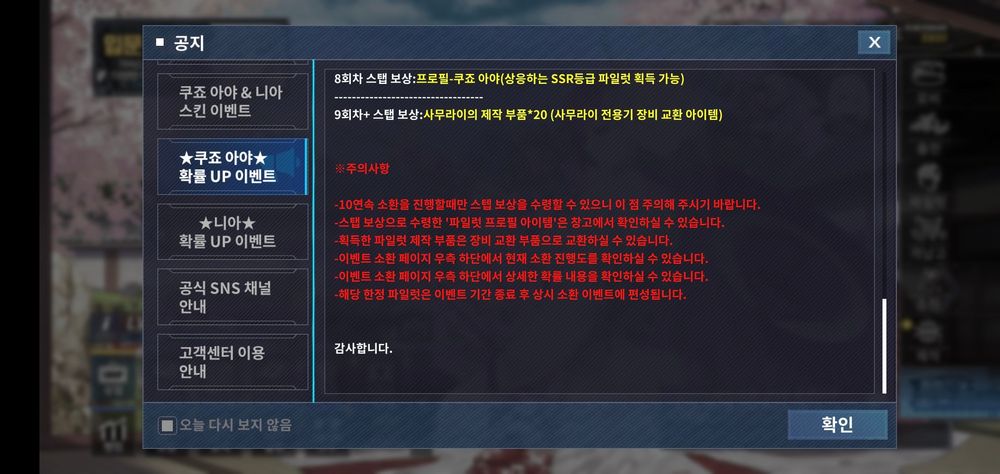 공지
X
쿠죠 아야 & 니아
스킨 이벤트
★쿠죠 아야★
확률 UP 이벤트
★니아★
확률 UP 이벤트
공식 SNS 채널
안내
고객센터 이용
안내
8회차 스탭 보상:프로필-쿠죠 아야(상응하는 SSR등급 파일럿 획득 가능)
----------------------------------
9회차+ 스탭 보상:사무라이의 제작 부품*20 (사무라이 전용기 장비 교환 아이템)
※주의사항
-10연속 소환을 진행할때만 스텝 보상을 수령할 수 있으니 이 점 주의해 주시기 바랍니다.
-스탭 보상으로 수령한 '파일럿 프로필 아이템'은 창고에서 확인하실 수 있습니다.
-획득한 파일럿 제작 부품은 장비 교환 부품으로 교환하실 수 있습니다.
-이벤트 소환 페이지 우측 하단에서 현재 소환 진행도를 확인하실 수 있습니다.
-이벤트 소환 페이지 우측 하단에서 상세한 확률 내용을 확인하실 수 있습니다.
-해당 한정 파일럿은 이벤트 기간 종료 후 상시 소환 이벤트에 편성됩니다.
감사합니다.
오늘 다시 보지 않음
확인